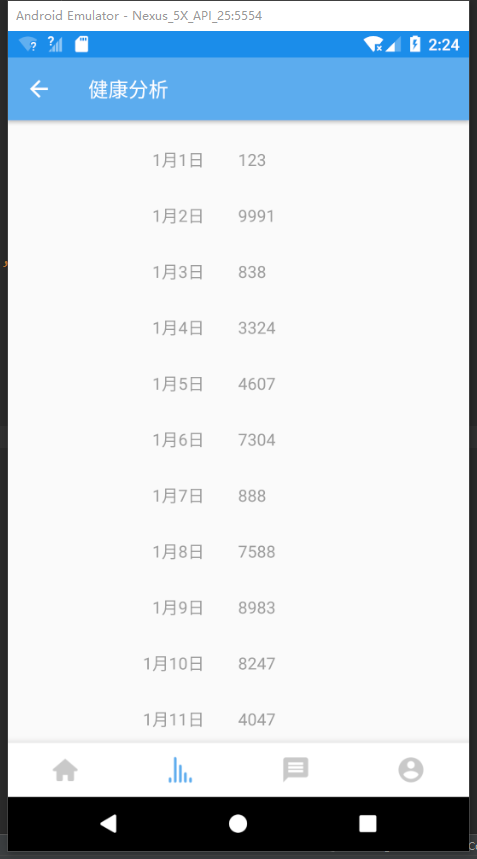 Android Emulator - Nexus_5X_API_25:5554
2:24
健康分析
1月1日 123
1月2日 9991
1月3日 838
1月4日 3324
1月5日 4607
1月6日 7304
1月7日 888
1月8日 7588
1月9日 8983
1月10日 8247
1月11日 4047